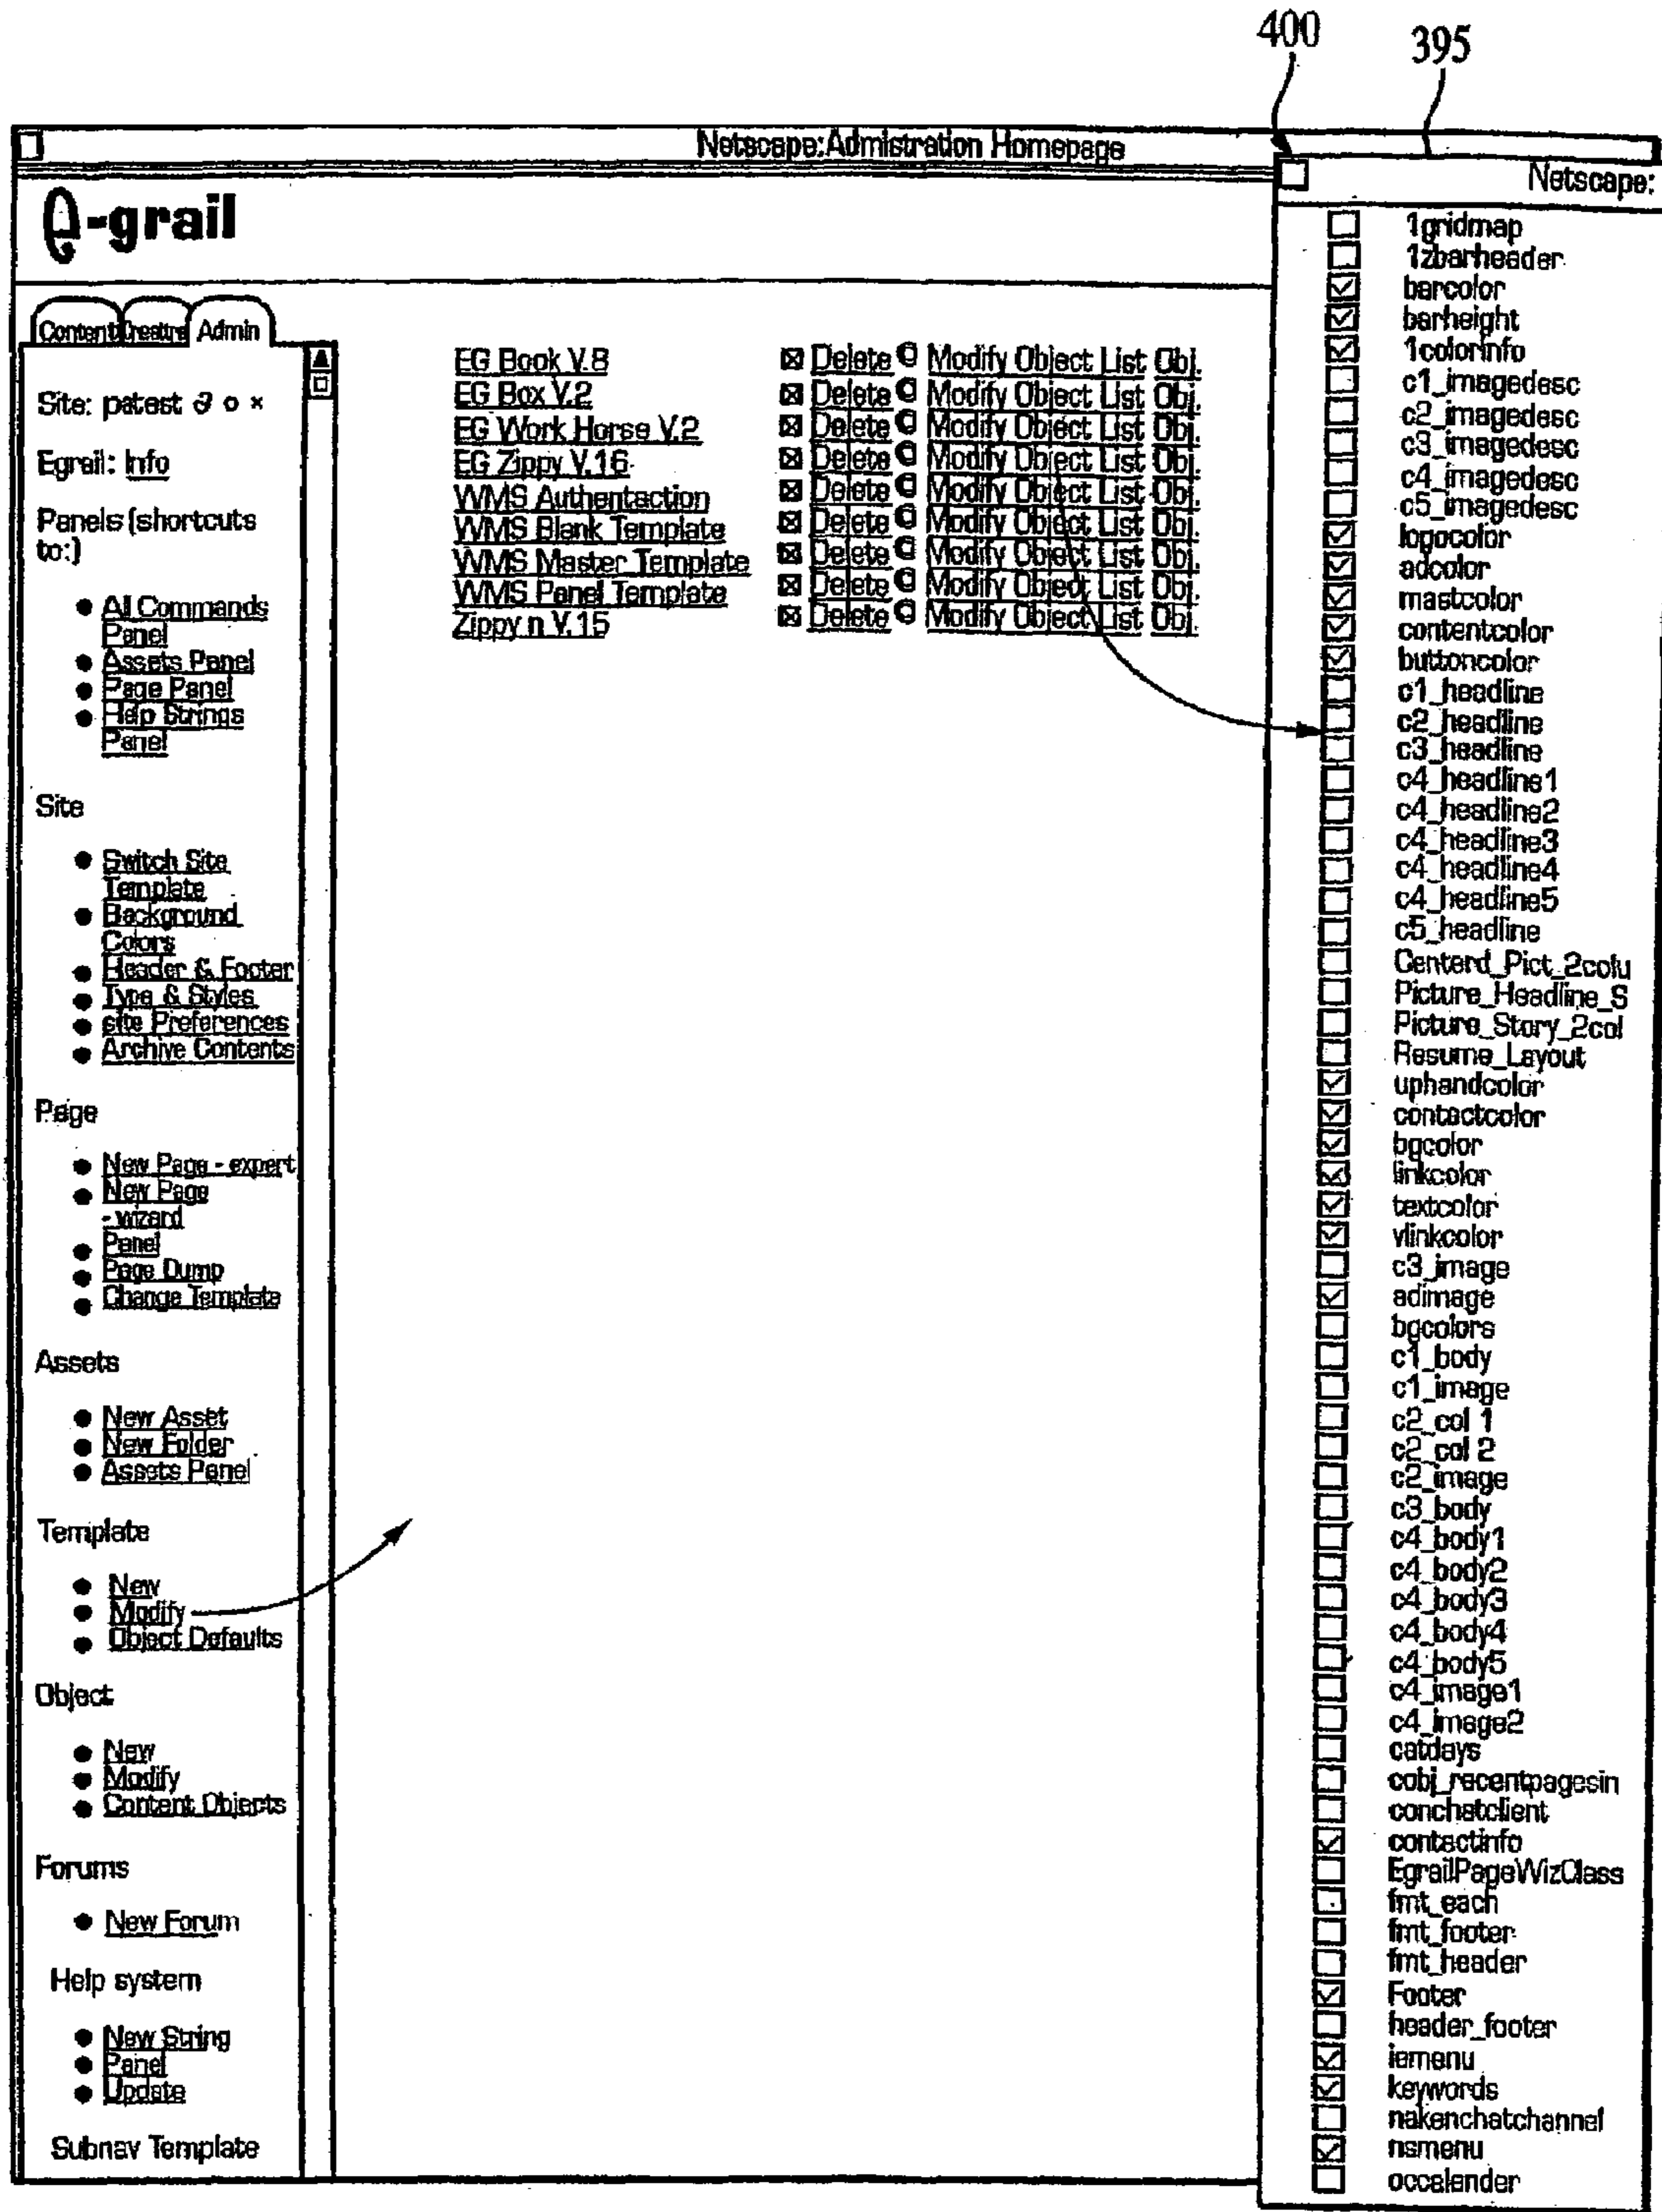 400
395
Netscape:Admistration Homepage
e-grail
Content Creatre Admin
Site: patest
Egrail: Info
Panels (shortcuts
to:)
All Commands
Panel
Assets Panel
Page Panel
Help Strings
Panel
Site
Switch Site
Template
Background
Colors
Header & Footer
Type & Styles
site Preferences
Archive Contents
Page
New Page - expert
New Page
- wizard
Panel
Page Dump
Change Template
Assets
New Asset
New Folder
Assets Panel
Template
New
Modify
Object Defaults
Object
New
Modify
Content Objects
Forums
New Forum
Help system
New String
Panel
Update
Subnav Template
EG Book V.8 Delete Modify Object List Obj.
EG Box V.2 Delete Modify Object List Obj.
EG Work Horse V.2 Delete Modify Object List Obj.
EG Zippy V.16 Delete Modify Object List Obj.
WMS Authentaction Delete Modify Object List Obj.
WMS Blank Template Delete Modify Object List Obj.
WMS Master Template Delete Modify Object List Obj.
WMS Panel Template Delete Modify Object List Obj.
Zippy n V.15 Delete Modify Object List Obj.
Netscape:
1gridmap
1zbarheader
barcolor
barheight
1colorinfo
c1_imagedesc
c2_imagedesc
c3_imagedesc
c4_imagedesc
c5_imagedesc
logocolor
adcolor
mastcolor
contentcolor
buttoncolor
c1_headline
c2_headline
c3_headline
c4_headline1
c4_headline2
c4_headline3
c4_headline4
c4_headline5
c5_headline
Centerd_Pict_2colu
Picture_Headline_S
Picture_Story_2col
Resume_Layout
uphandcolor
contactcolor
bgcolor
linkcolor
textcolor
vlinkcolor
c3_image
adimage
bgcolors
c1_body
c1_image
c2_col 1
c2_col 2
c2_image
c3_body
c4_body1
c4_body2
c4_body3
c4_body4
c4_body5
c4_image1
c4_image2
catdays
cobj_recentpagesin
conchatclient
contactinfo
EgrailPageWizClass
fmt_each
fmt_footer
fmt_header
Footer
header_footer
iemenu
keywords
nakenchatchannel
nsmenu
occalender